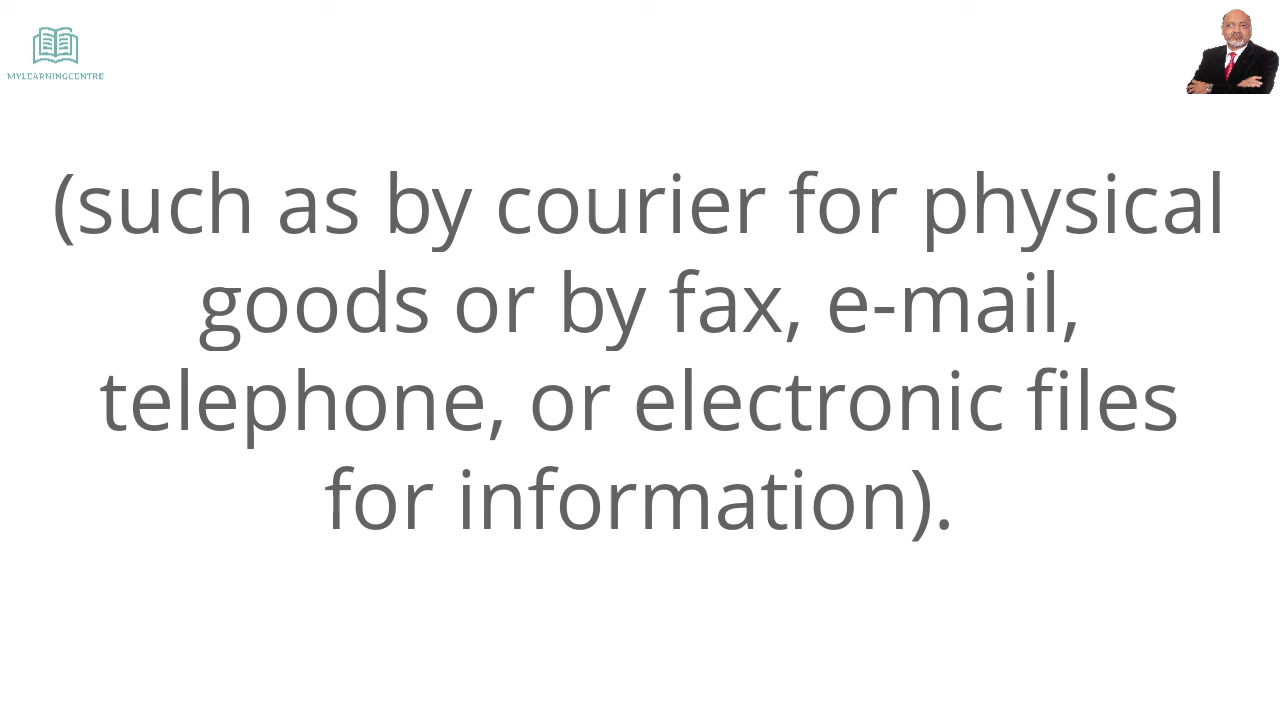 MYLEARNINGCENTRE
(such as by courier for physical
goods or by fax, e-mail,
telephone, or electronic files
for information).